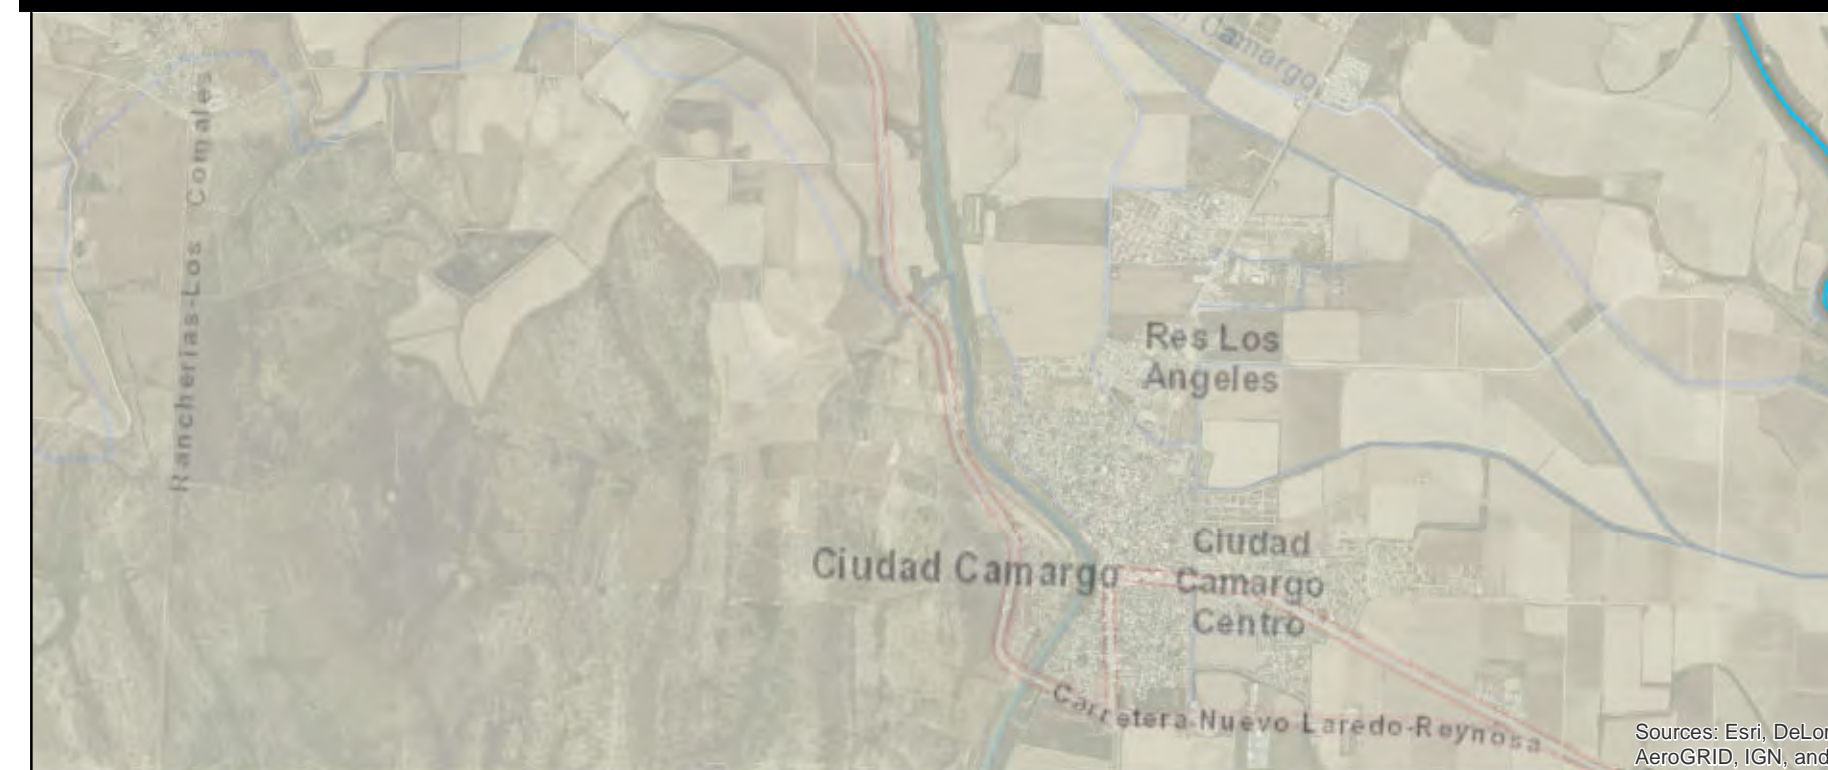 Camargo
Rancherias-Los Comales
Res Los
Angeles
Ciudad Camargo
Ciudad
Camargo
Centro
Carretera Nuevo Laredo-Reynosa
Sources: Esri, DeLor
AeroGRID, IGN, and